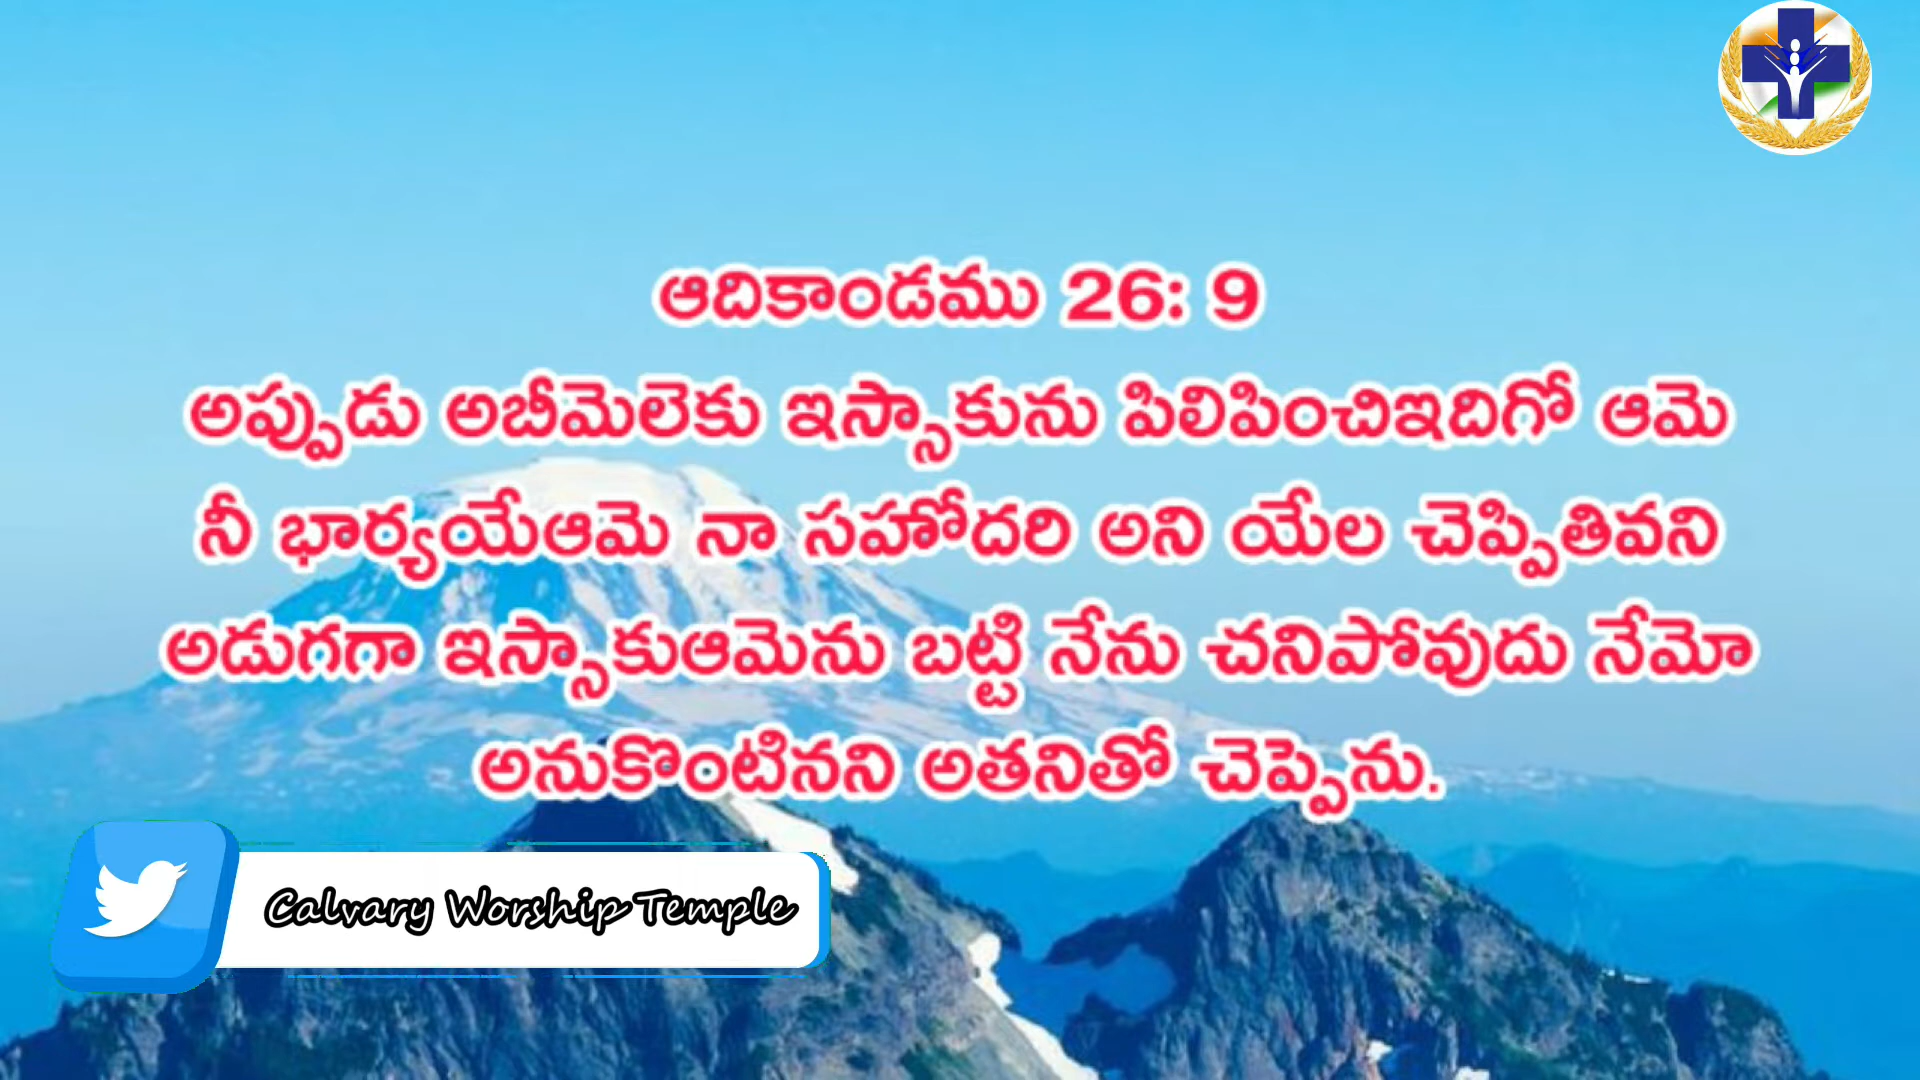 ఆదికాండము 26: 9
అప్పుడు అబీమెలెకు ఇస్సాకును పిలిపించిఇదిగో ఆమె
నీ భార్యయేఆమె నా సహోదరి అని యేల చెప్పితివని
అడుగగా ఇస్సాకుఆమెను బట్టి నేను చనిపోవుదు నేమో
అనుకొంటినని అతనితో చెప్పెను.
Calvary Worship Temple